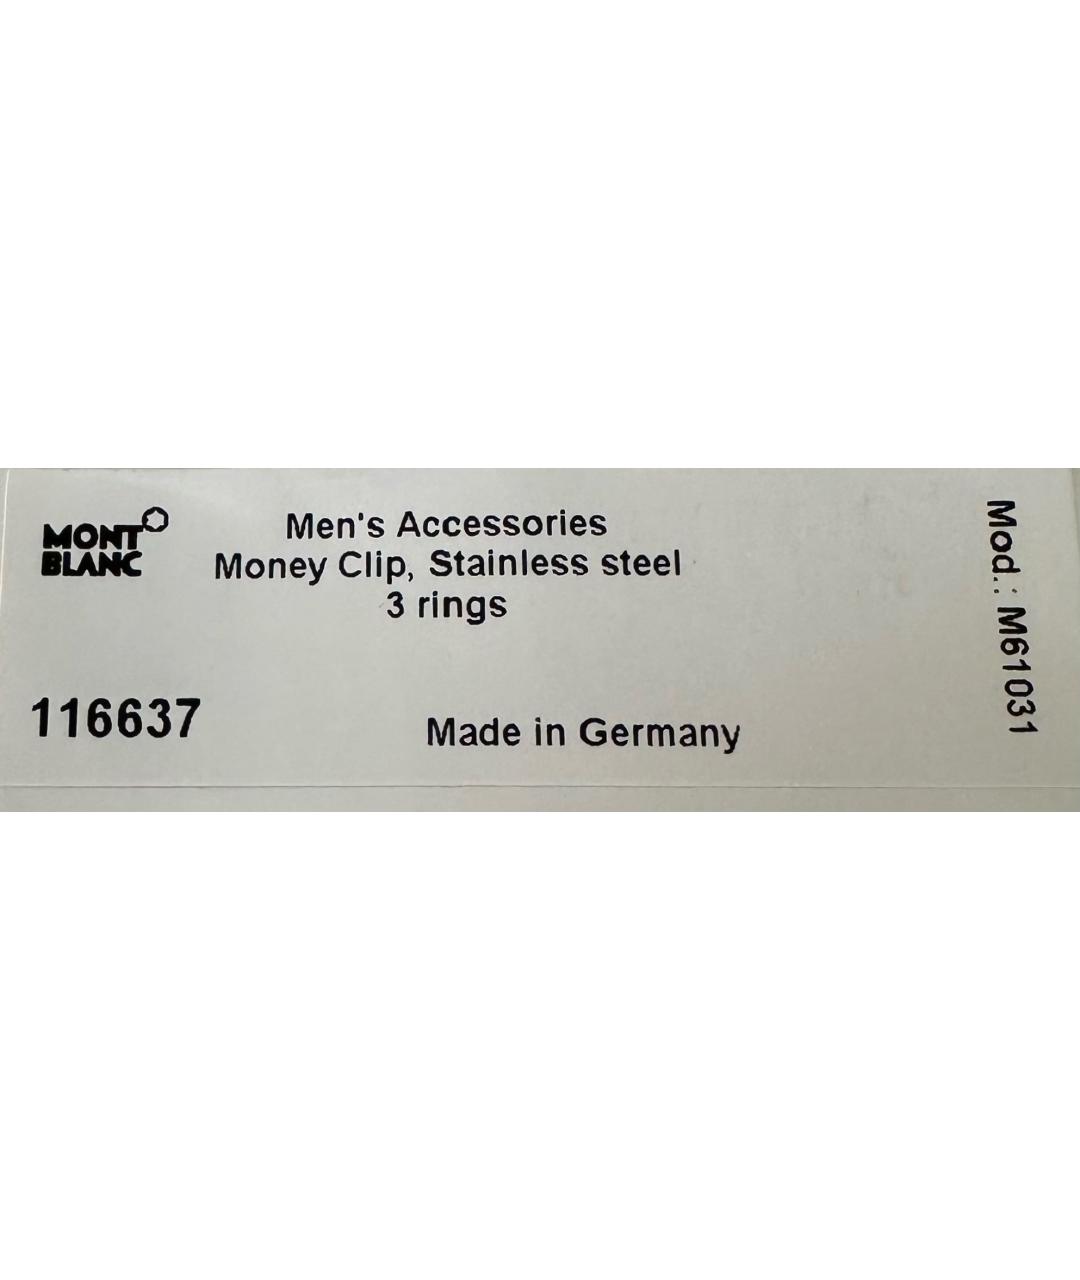 MONT
BLANC
Men's Accessories
Money Clip, Stainless steel
3 rings
116637
Made in Germany
Mod.: M61031